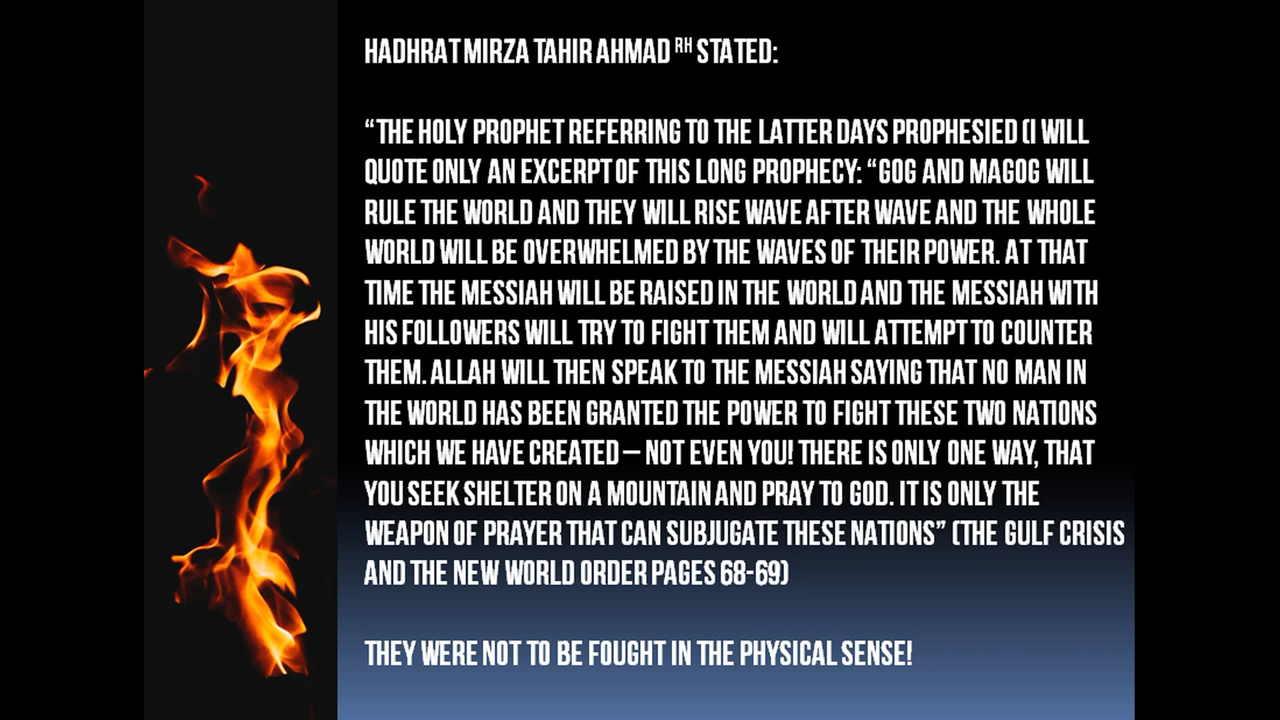 HADHRAT MIRZA TAHIR AHMAD RH STATED:
“THE HOLY PROPHET REFERRING TO THE LATTER DAYS PROPHESIED (I WILL
QUOTE ONLY AN EXCERPT OF THIS LONG PROPHECY: “GOG AND MAGOG WILL
RULE THE WORLD AND THEY WILL RISE WAVE AFTER WAVE AND THE WHOLE
WORLD WILL BE OVERWHELMED BY THE WAVES OF THEIR POWER. AT THAT
TIME THE MESSIAH WILL BE RAISED IN THE WORLD AND THE MESSIAH WITH
HIS FOLLOWERS WILL TRY TO FIGHT THEM AND WILL ATTEMPT TO COUNTER
THEM. ALLAH WILL THEN SPEAK TO THE MESSIAH SAYING THAT NO MAN IN
THE WORLD HAS BEEN GRANTED THE POWER TO FIGHT THESE TWO NATIONS
WHICH WE HAVE CREATED – NOT EVEN YOU! THERE IS ONLY ONE WAY, THAT
YOU SEEK SHELTER ON A MOUNTAIN AND PRAY TO GOD. IT IS ONLY THE
WEAPON OF PRAYER THAT CAN SUBJUGATE THESE NATIONS” (THE GULF CRISIS
AND THE NEW WORLD ORDER PAGES 68-69)
THEY WERE NOT TO BE FOUGHT IN THE PHYSICAL SENSE!